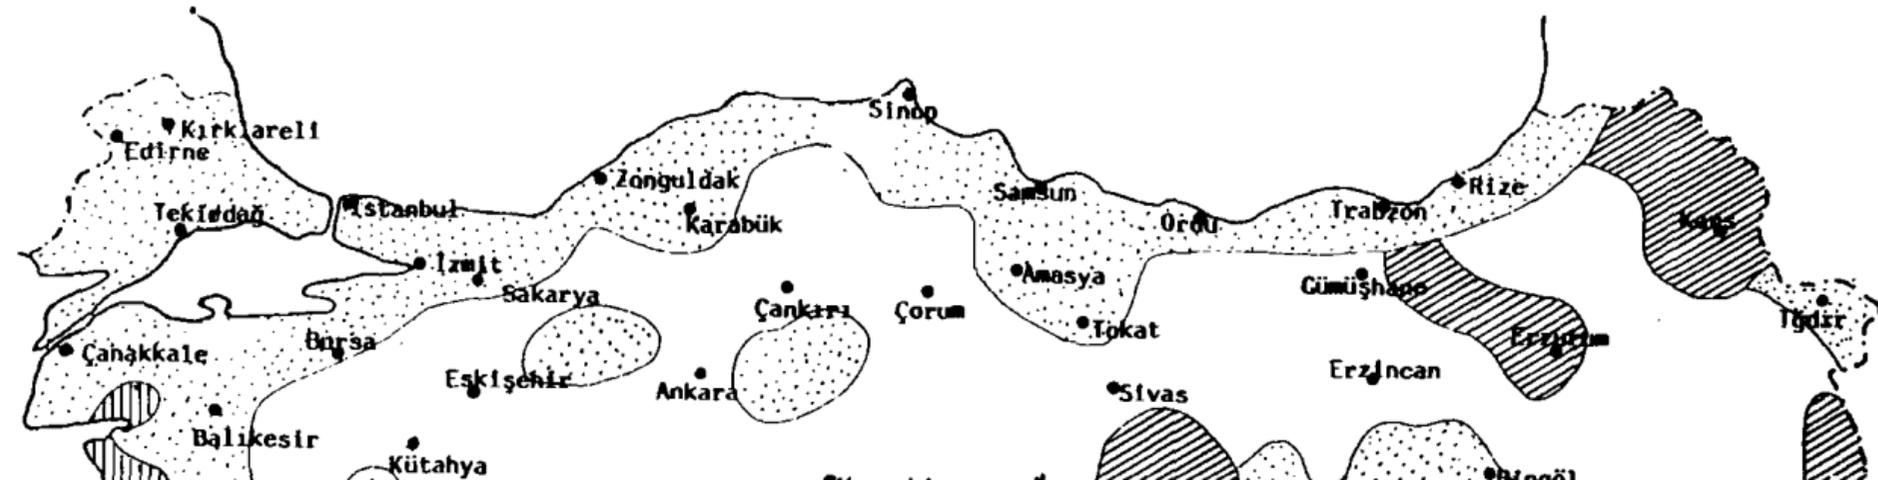 Sinop
Kırklareli
Edirne
Zonguldak
Samsun
Rize
İstanbul
Trabzon
Tekirdağ
Karabük
Ordu
Kars
İzmit
Amasya
Gümüşhane
Sakarya
Çankırı
Çorum
Iğdır
Tokat
Bursa
Erzurum
Çanakkale
Erzincan
Eskişehir
Ankara
Sivas
Balıkesir
Kütahya
Bingöl